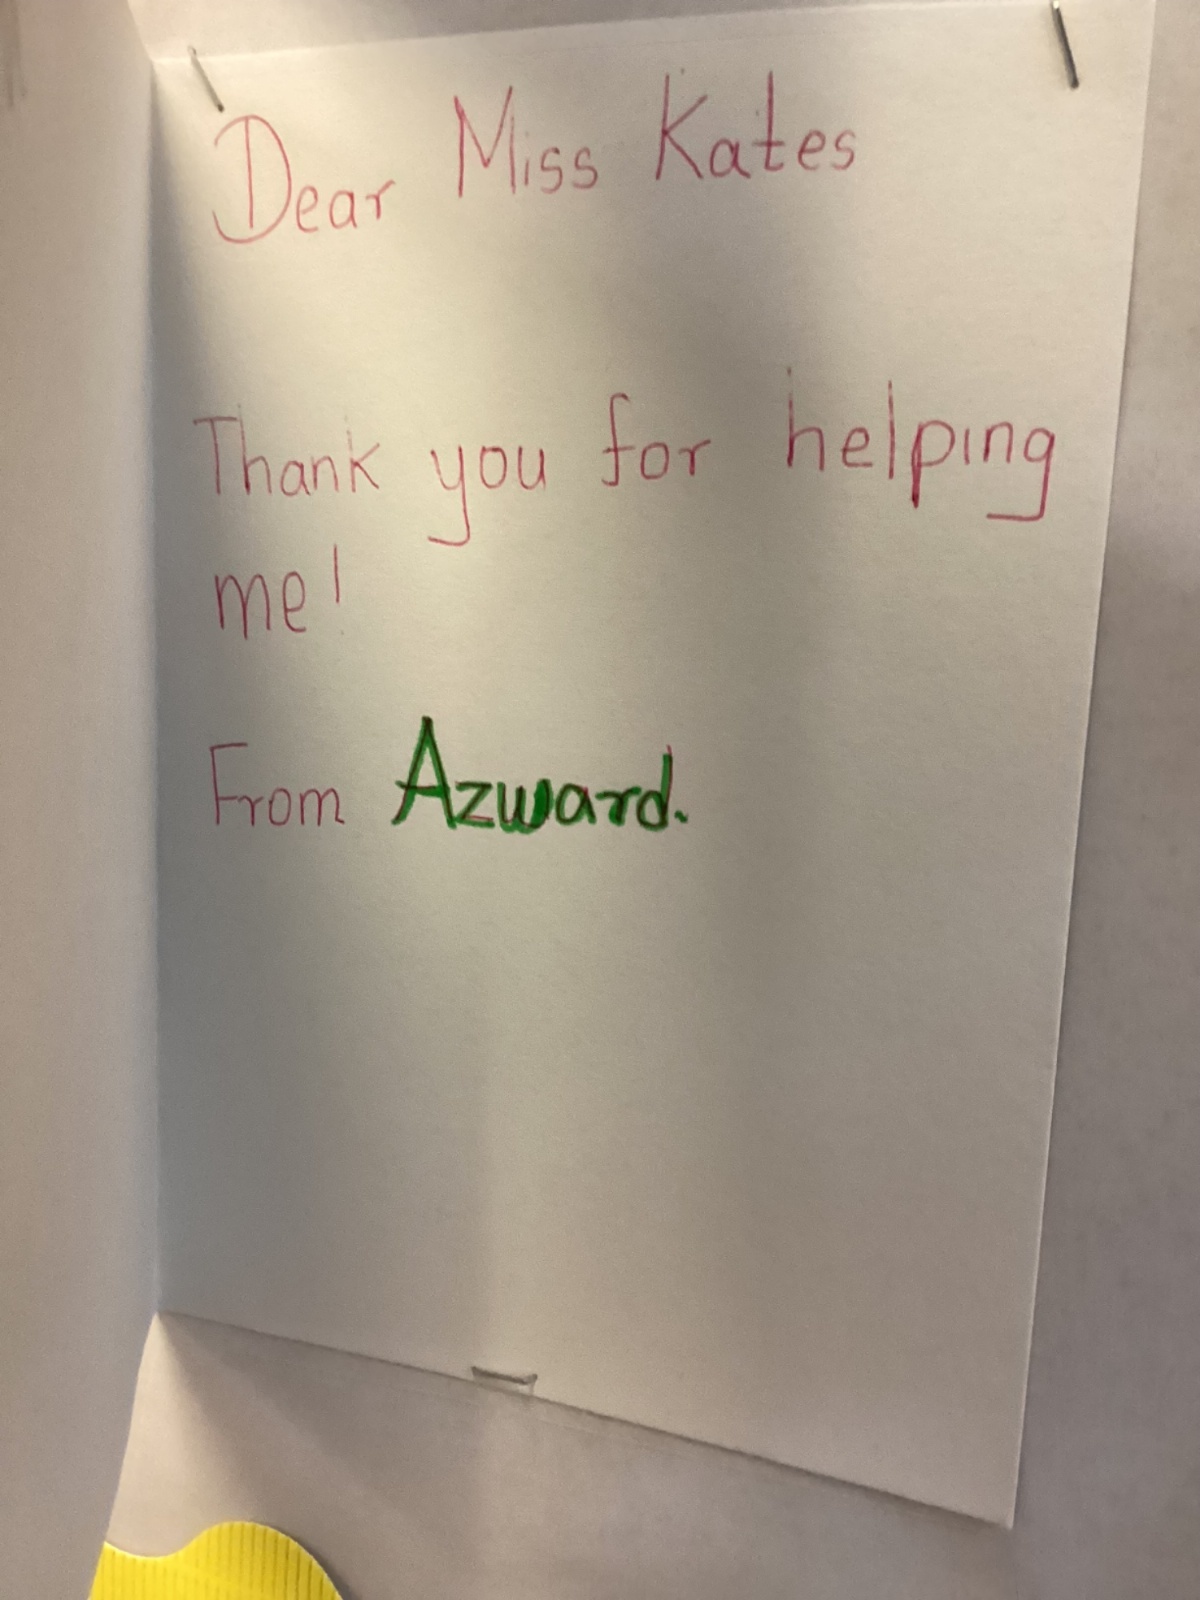 Dear Miss Kates
Thank you for helping
me!
From Azward.